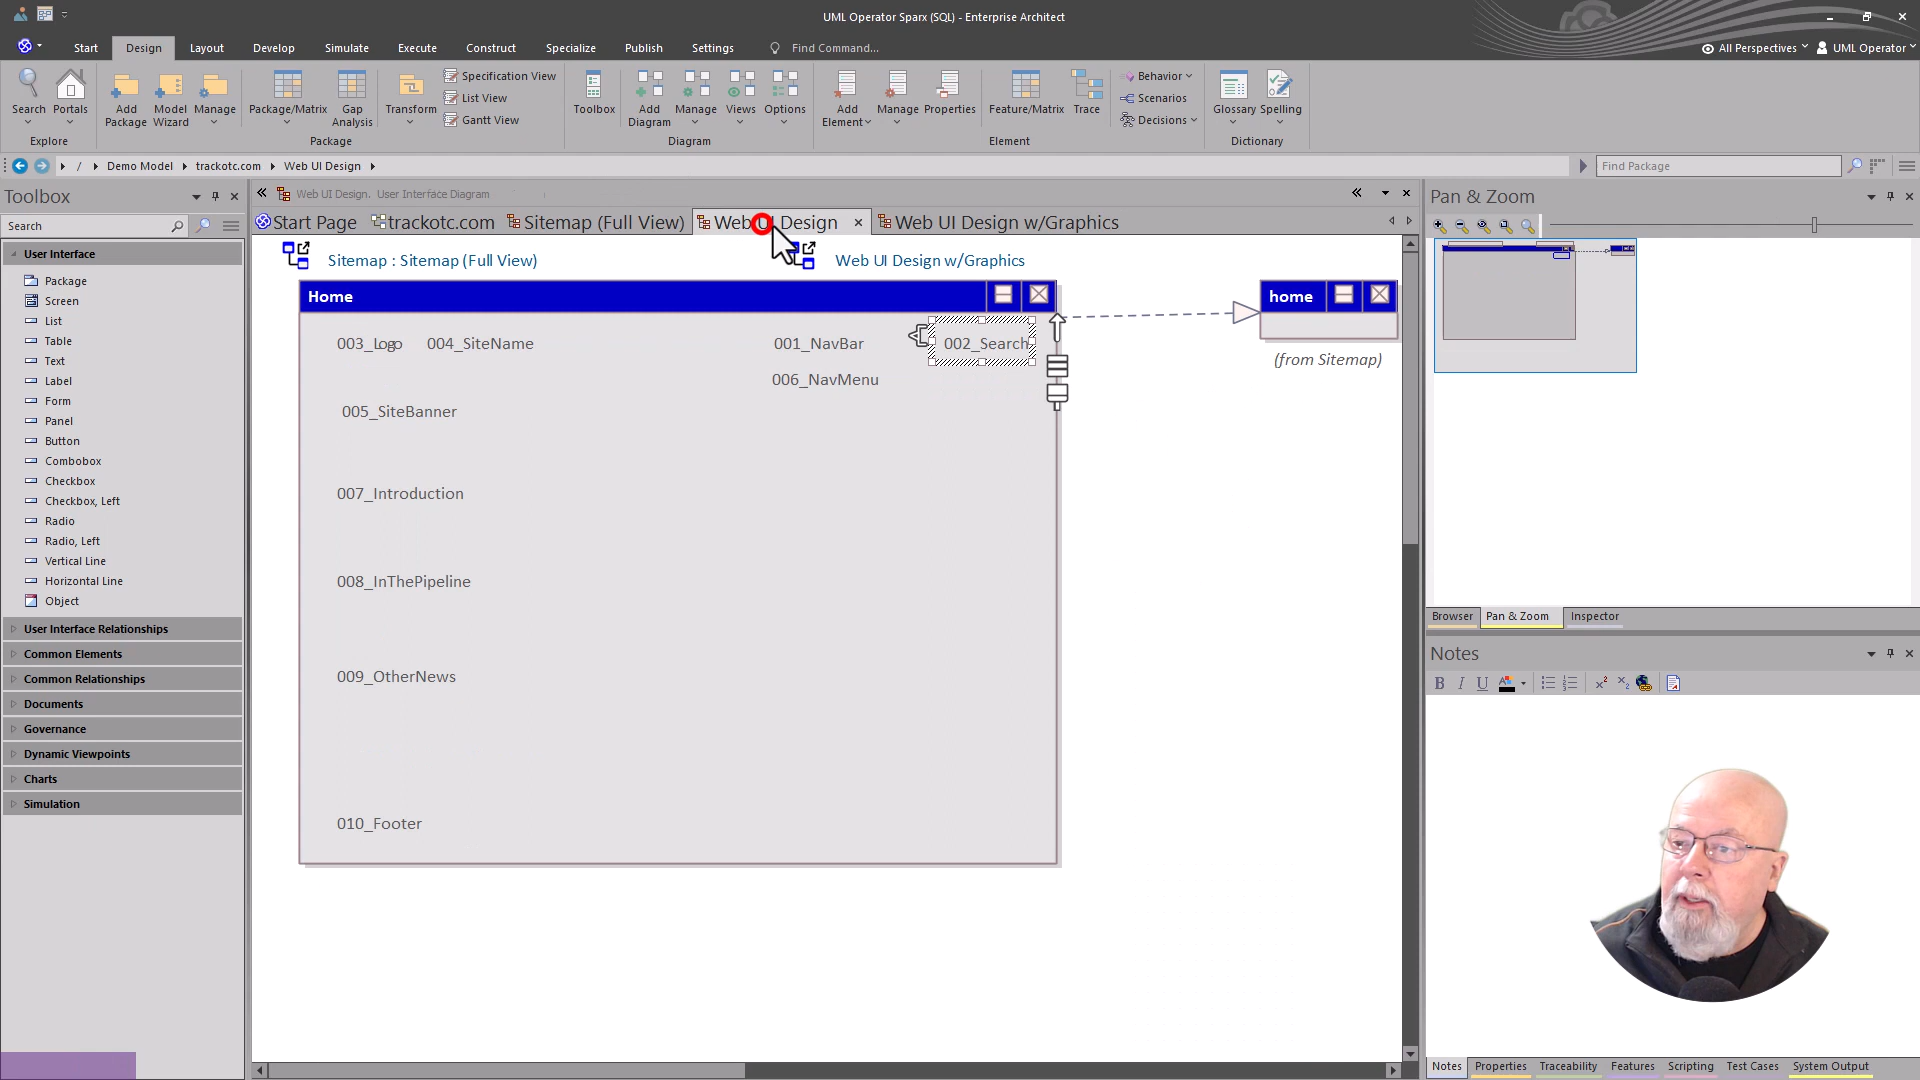 UML Operator Sparx (SQL) - Enterprise Architect
Start Design Layout Develop Simulate Execute Construct Specialize Publish Settings Find Command... All Perspectives UML Operator
Search Portals Add Package Model Wizard Manage Package/Matrix Gap Analysis Transform Specification View List View Gantt View Toolbox Add Diagram Manage Views Options Add Element Manage Properties Feature/Matrix Trace Behavior Scenarios Decisions Glossary Spelling
Explore Package Diagram Element Dictionary
/ Demo Model trackotc.com Web UI Design Find Package
Toolbox
Search
User Interface
Package
Screen
List
Table
Text
Label
Form
Panel
Button
Combobox
Checkbox
Checkbox, Left
Radio
Radio, Left
Vertical Line
Horizontal Line
Object
User Interface Relationships
Common Elements
Common Relationships
Documents
Governance
Dynamic Viewpoints
Charts
Simulation
Web UI Design. User Interface Diagram
Start Page trackotc.com Sitemap (Full View) Web UI Design Web UI Design w/Graphics
Sitemap : Sitemap (Full View) Web UI Design w/Graphics
Home
003_Logo 004_SiteName 001_NavBar 002_Search
006_NavMenu
005_SiteBanner
007_Introduction
008_InThePipeline
009_OtherNews
010_Footer
home
(from Sitemap)
Pan & Zoom
Browser Pan & Zoom Inspector
Notes
B I U
Notes Properties Traceability Features Scripting Test Cases System Output